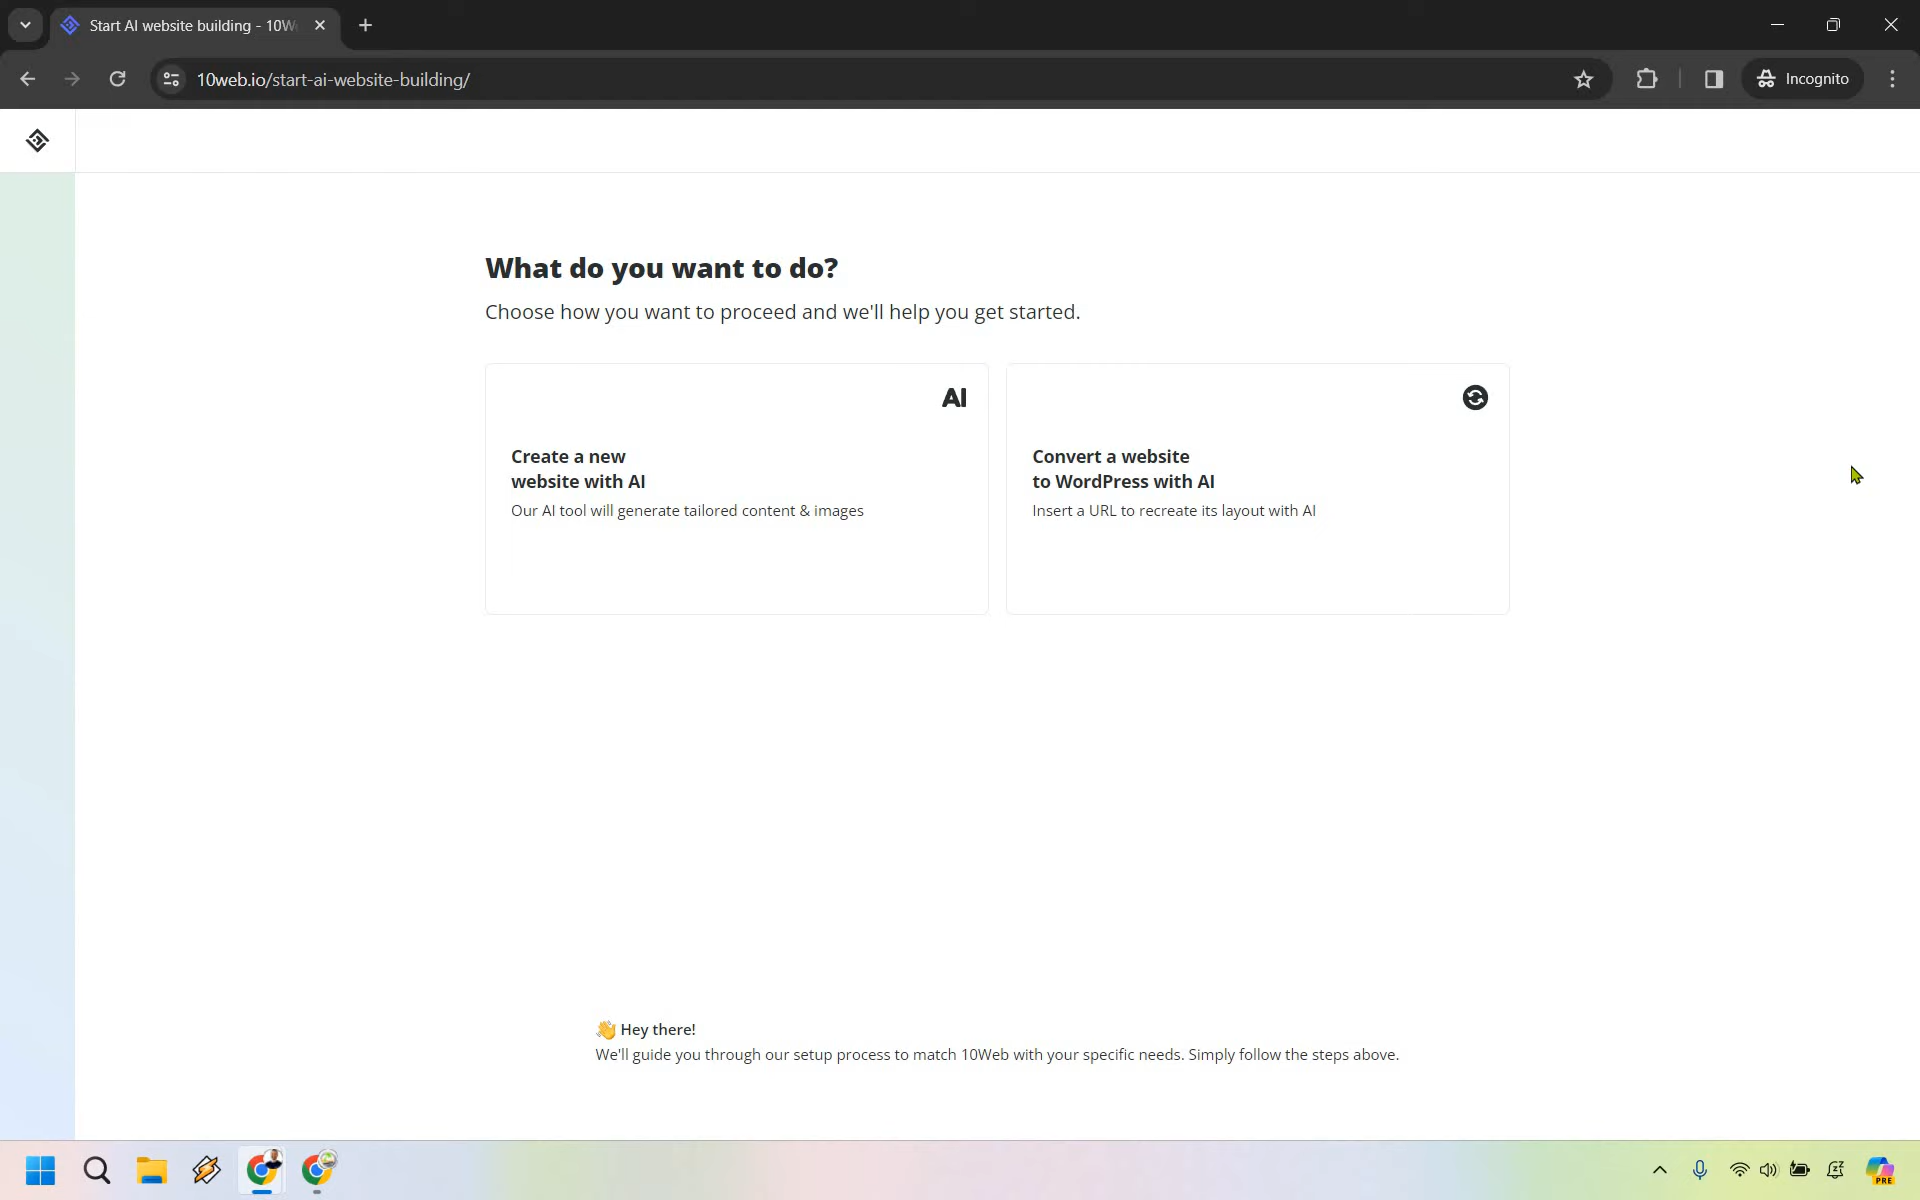 Start AI website building - 10W
10web.io/start-ai-website-building/
Incognito
What do you want to do?
Choose how you want to proceed and we'll help you get started.
AI
Create a new
website with AI
Our AI tool will generate tailored content & images
Convert a website
to WordPress with AI
Insert a URL to recreate its layout with AI
👋 Hey there!
We'll guide you through our setup process to match 10Web with your specific needs. Simply follow the steps above.
PRE